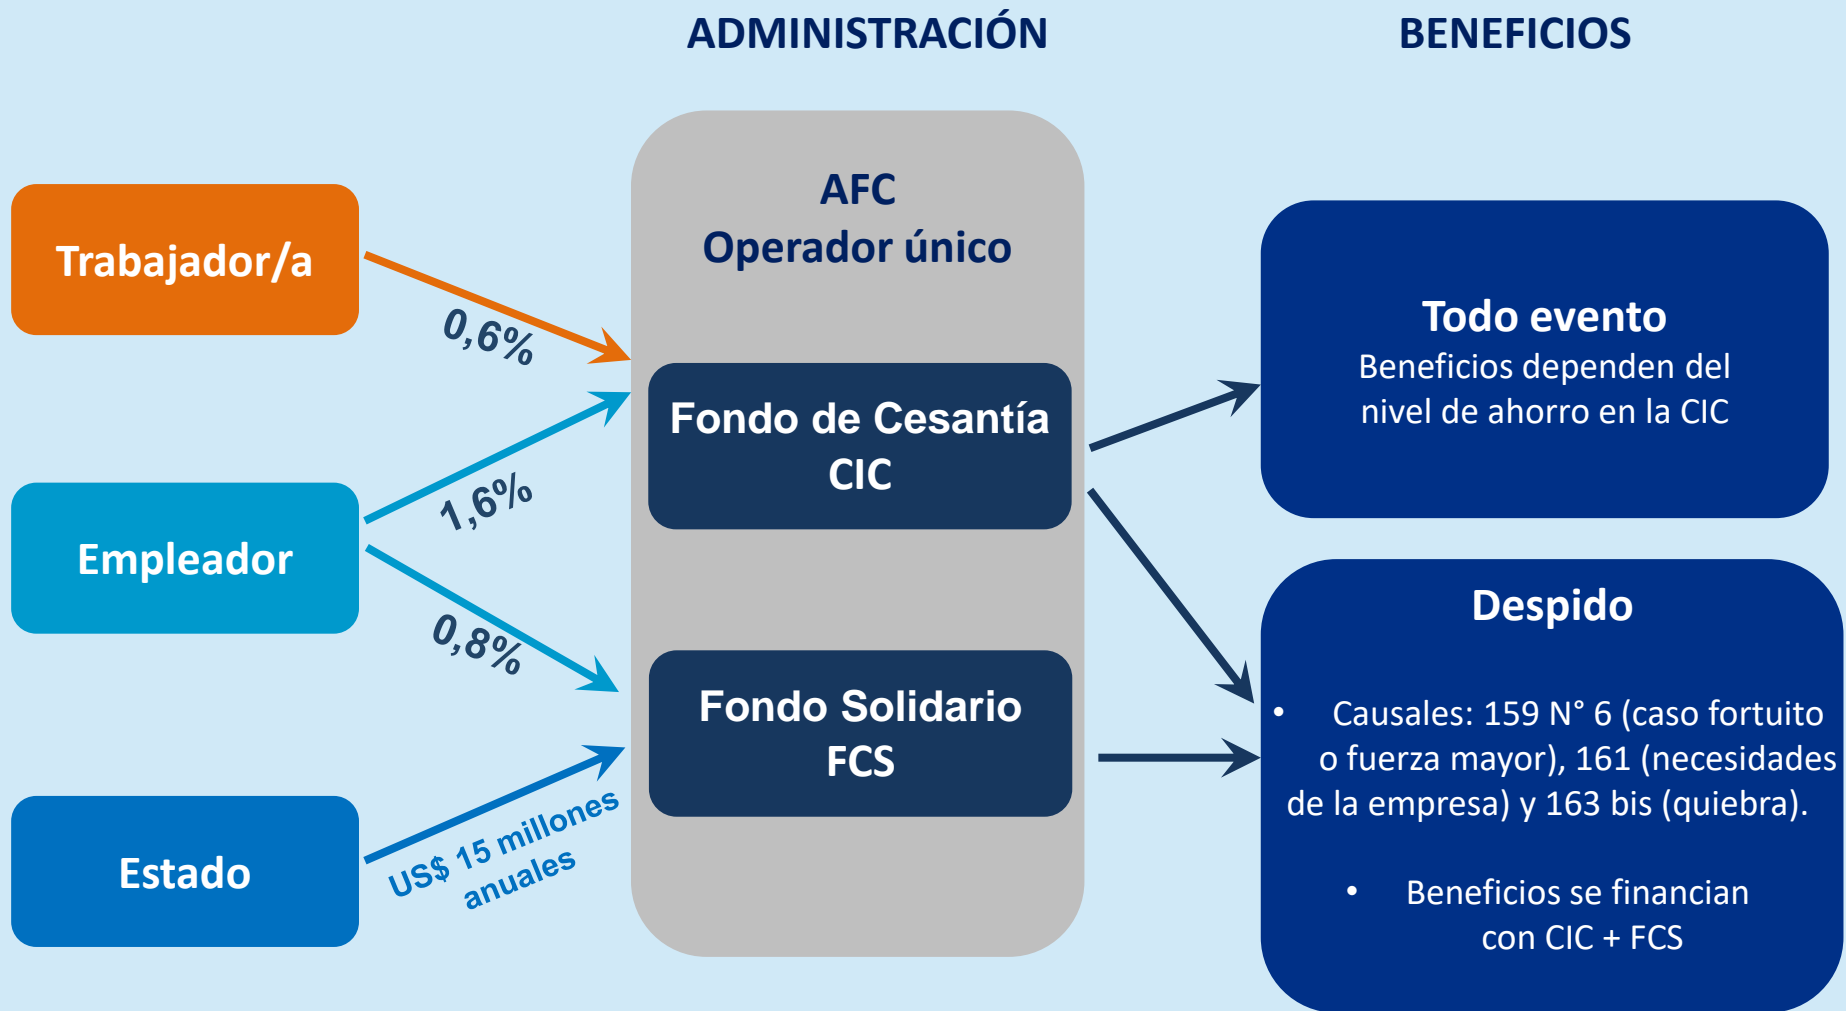 ADMINISTRACIÓN
BENEFICIOS
Trabajador/a
0,6%
Empleador
1,6%
0,8%
Estado
US$ 15 millones
anuales
AFC
Operador único
Fondo de Cesantía
CIC
Fondo Solidario
FCS
Todo evento
Beneficios dependen del
nivel de ahorro en la CIC
Despido
• Causales: 159 N° 6 (caso fortuito
o fuerza mayor), 161 (necesidades
de la empresa) y 163 bis (quiebra).
• Beneficios se financian
con CIC + FCS